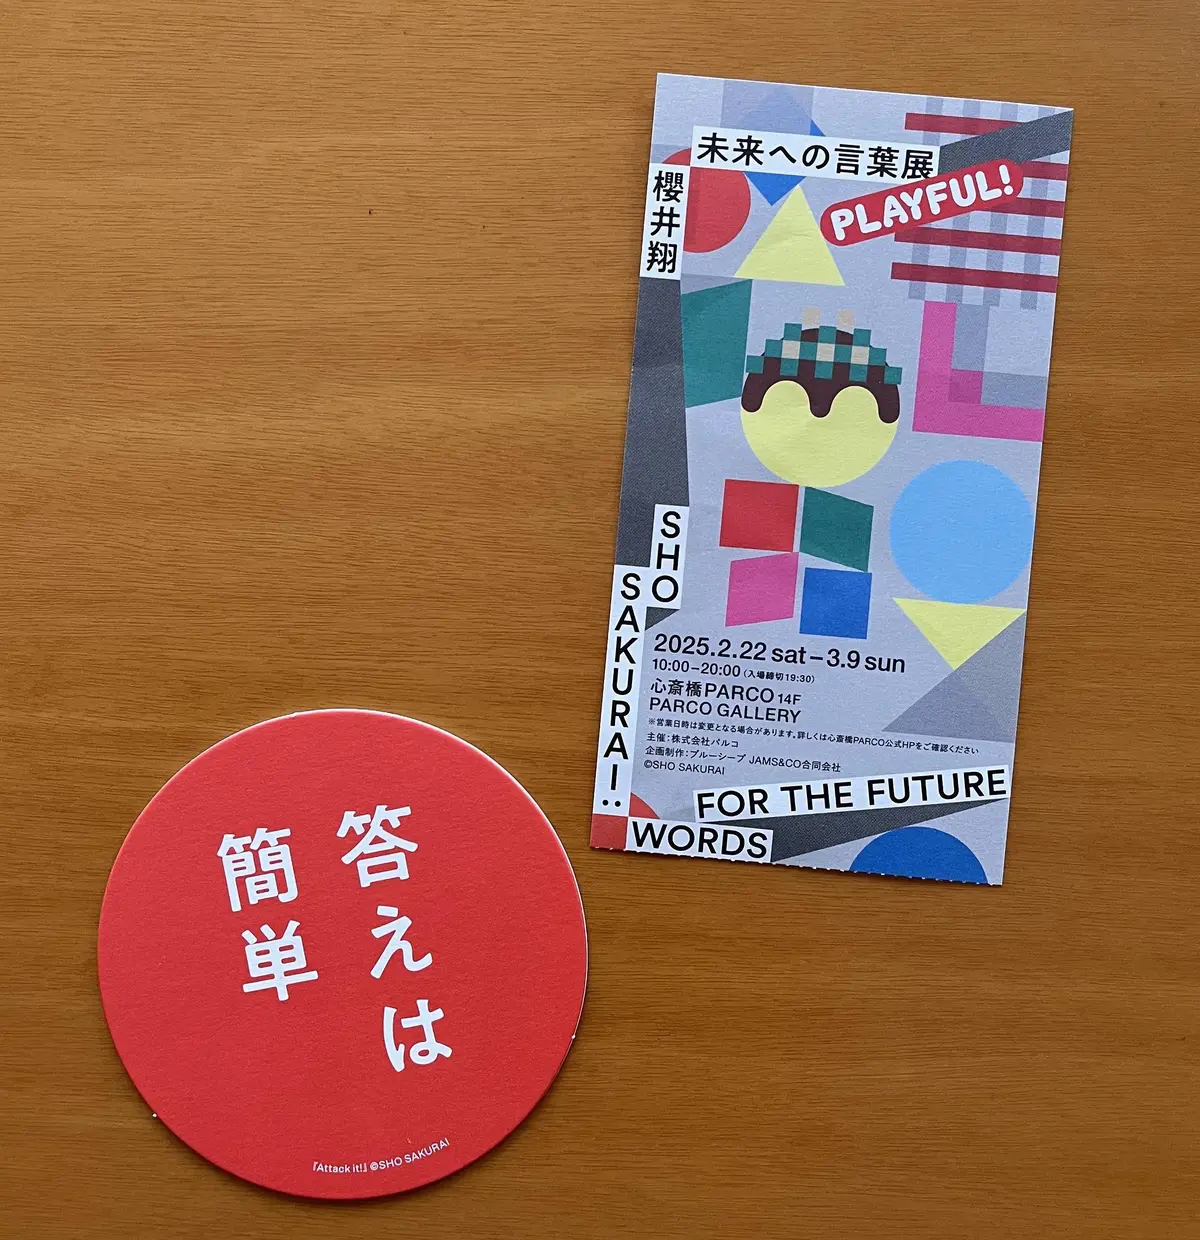 未来への言葉展
PLAYFUL!
櫻井翔
SHO
SAKURAI:
2025.2.22 sat–3.9 sun
10:00–20:00（入場締切19:30）
心斎橋PARCO 14F
PARCO GALLERY
※営業日時は変更となる場合があります。詳しくは心斎橋PARCO公式HPをご確認ください
主催：株式会社パルコ
企画制作：ブルーシープ JAMS&CO合同会社
©SHO SAKURAI
WORDS
FOR THE FUTURE
答えは
簡単
『Attack it!』©SHO SAKURAI